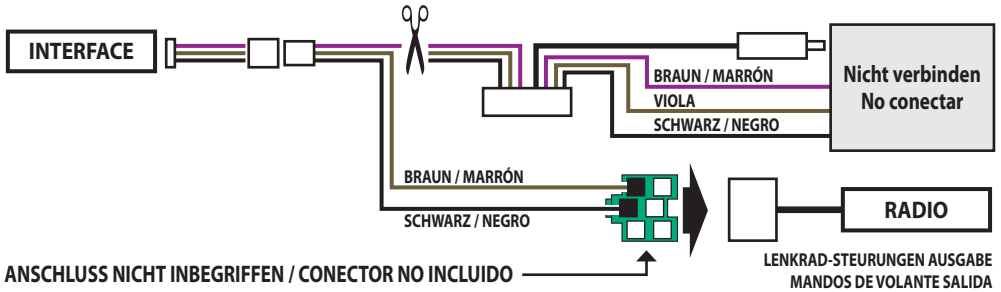 INTERFACE
BRAUN / MARRÓN
VIOLA
SCHWARZ / NEGRO
Nicht verbinden
No conectar
BRAUN / MARRÓN
SCHWARZ / NEGRO
RADIO
LENKRAD-STEURUNGEN AUSGABE
MANDOS DE VOLANTE SALIDA
ANSCHLUSS NICHT INBEGRIFFEN / CONECTOR NO INCLUIDO